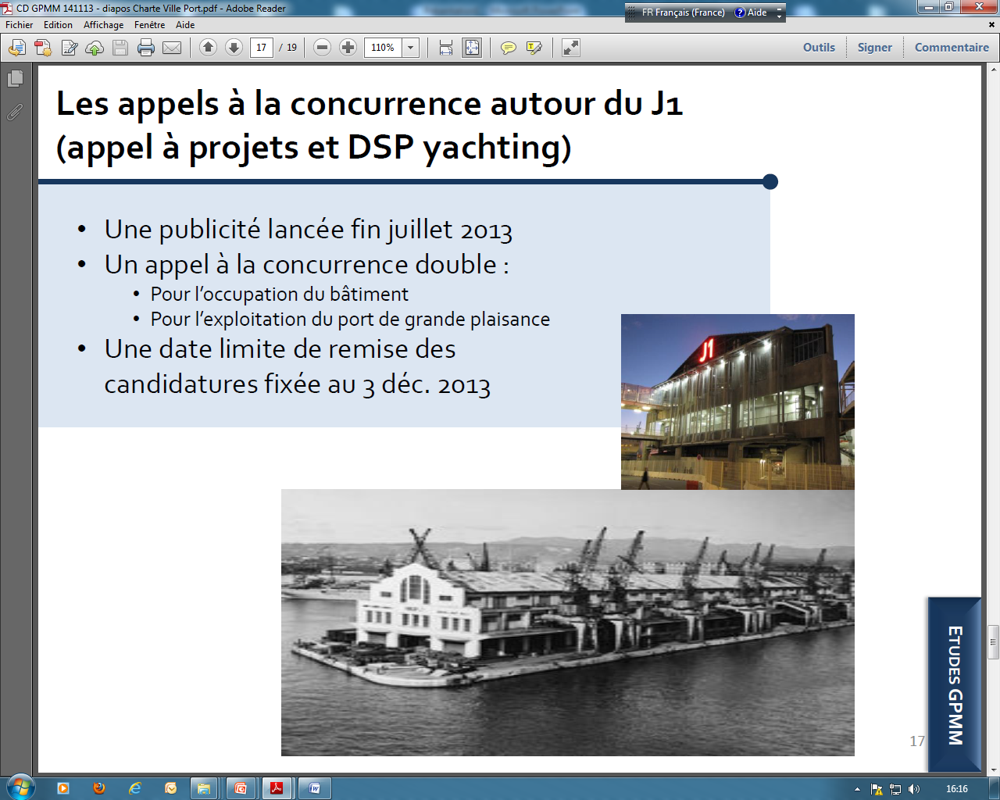 CD GPMM 141113 - diapos Charte Ville Port.pdf - Adobe Reader
FR Français (France) ? Aide
Fichier Edition Affichage Fenêtre Aide
17 / 19 110% Outils Signer Commentaire
Les appels à la concurrence autour du J1
(appel à projets et DSP yachting)
• Une publicité lancée fin juillet 2013
• Un appel à la concurrence double :
• Pour l’occupation du bâtiment
• Pour l’exploitation du port de grande plaisance
• Une date limite de remise des
candidatures fixée au 3 déc. 2013
J1
ETUDES GPMM
17
16:16